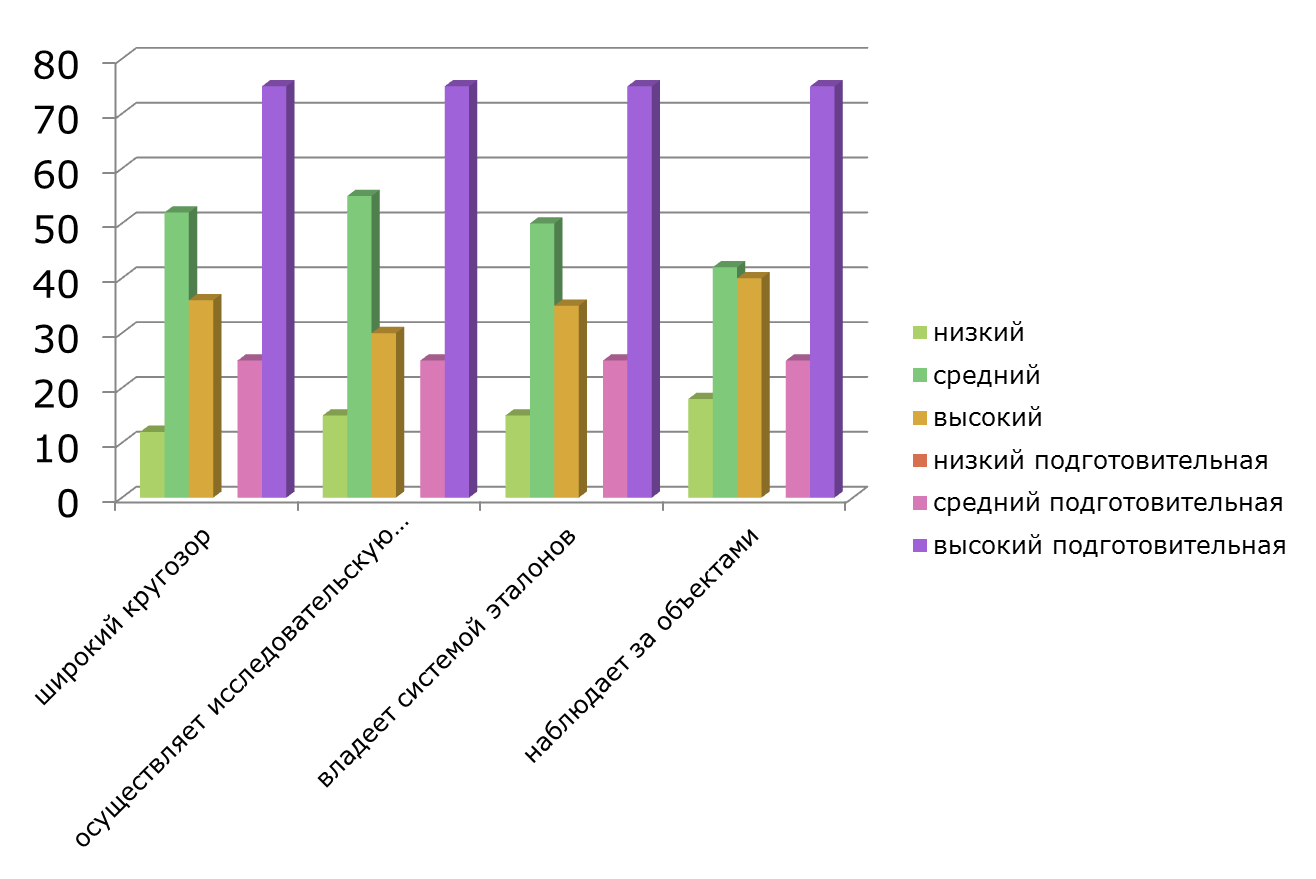 80
70
60
50
40
30
20
10
0
широкий кругозор
осуществляет исследовательскую...
владеет системой эталонов
наблюдает за объектами
низкий
средний
высокий
низкий подготовительная
средний подготовительная
высокий подготовительная